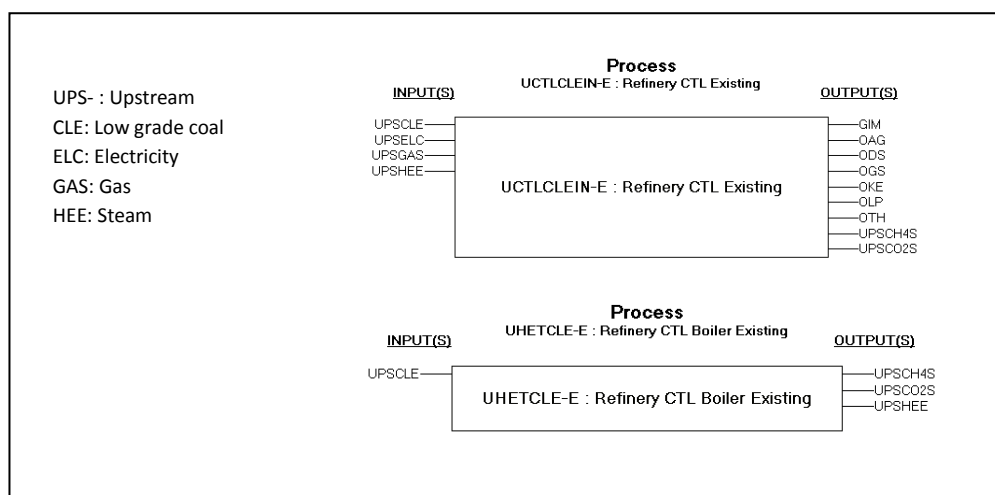 UPS- : Upstream
CLE: Low grade coal
ELC: Electricity
GAS: Gas
HEE: Steam
Process
UCTLCLEIN-E : Refinery CTL Existing
INPUT(S)
OUTPUT(S)
UPSCLE
UPSELC
UPSGAS
UPSHEE
UCTLCLEIN-E : Refinery CTL Existing
GIM
OAG
ODS
OGS
OKE
OLP
OTH
UPSCH4S
UPSCO2S
Process
UHETCLE-E : Refinery CTL Boiler Existing
INPUT(S)
OUTPUT(S)
UPSCLE
UHETCLE-E : Refinery CTL Boiler Existing
UPSCH4S
UPSCO2S
UPSHEE